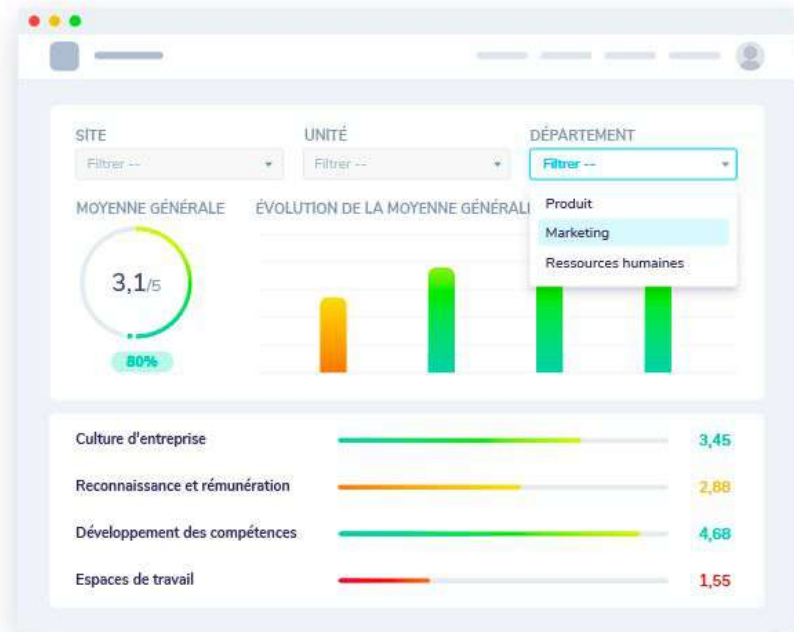 SITE
UNITÉ
DÉPARTEMENT
Filtrer --
Filtrer --
Filtrer --
MOYENNE GÉNÉRALE
ÉVOLUTION DE LA MOYENNE GÉNÉRALE
Produit
Marketing
Ressources humaines
3,1/5
80%
Culture d'entreprise
3,45
Reconnaissance et rémunération
2,88
Développement des compétences
4,68
Espaces de travail
1,55